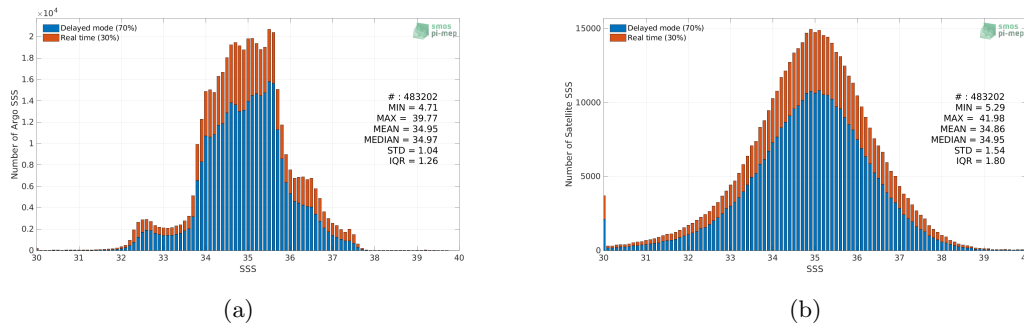 ×10⁴
Delayed mode (70%)
Real time (30%)
smos
pi-mep
2
1.8
1.6
1.4
1.2
1
0.8
0.6
0.4
0.2
0
Number of Argo SSS
# : 483202
MIN = 4.71
MAX = 39.77
MEAN = 34.95
MEDIAN = 34.97
STD = 1.04
IQR = 1.26
30 31 32 33 34 35 36 37 38 39 40
SSS
(a)
15000
10000
5000
0
Number of Satellite SSS
Delayed mode (70%)
Real time (30%)
smos
pi-mep
# : 483202
MIN = 5.29
MAX = 41.98
MEAN = 34.86
MEDIAN = 34.95
STD = 1.54
IQR = 1.80
30 31 32 33 34 35 36 37 38 39
SSS
(b)